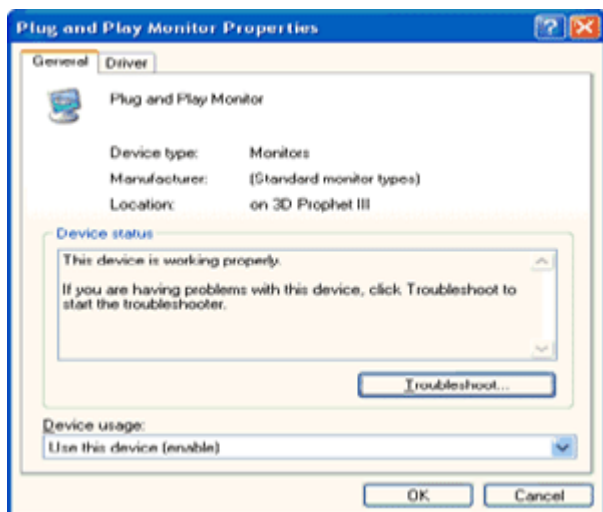 Plug and Play Monitor Properties
General Driver
Plug and Play Monitor
Device type: Monitors
Manufacturer: (Standard monitor types)
Location: on 3D Prophet III
Device status
This device is working properly.
If you are having problems with this device, click Troubleshoot to
start the troubleshooter.
Troubleshoot...
Device usage:
Use this device (enable)
OK Cancel